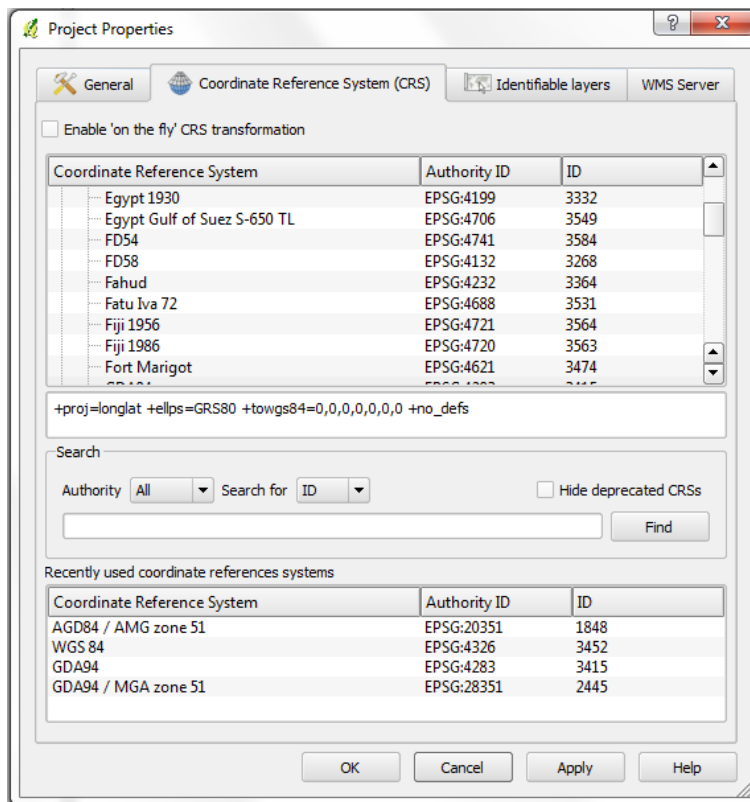 Project Properties
General Coordinate Reference System (CRS) Identifiable layers WMS Server
Enable 'on the fly' CRS transformation
Coordinate Reference System Authority ID ID
Egypt 1930 EPSG:4199 3332
Egypt Gulf of Suez S-650 TL EPSG:4706 3549
FD54 EPSG:4741 3584
FD58 EPSG:4132 3268
Fahud EPSG:4232 3364
Fatu Iva 72 EPSG:4688 3531
Fiji 1956 EPSG:4721 3564
Fiji 1986 EPSG:4720 3563
Fort Marigot EPSG:4621 3474
+proj=longlat +ellps=GRS80 +towgs84=0,0,0,0,0,0,0 +no_defs
Search
Authority All Search for ID Hide deprecated CRSs
Find
Recently used coordinate references systems
Coordinate Reference System Authority ID ID
AGD84 / AMG zone 51 EPSG:20351 1848
WGS 84 EPSG:4326 3452
GDA94 EPSG:4283 3415
GDA94 / MGA zone 51 EPSG:28351 2445
OK Cancel Apply Help